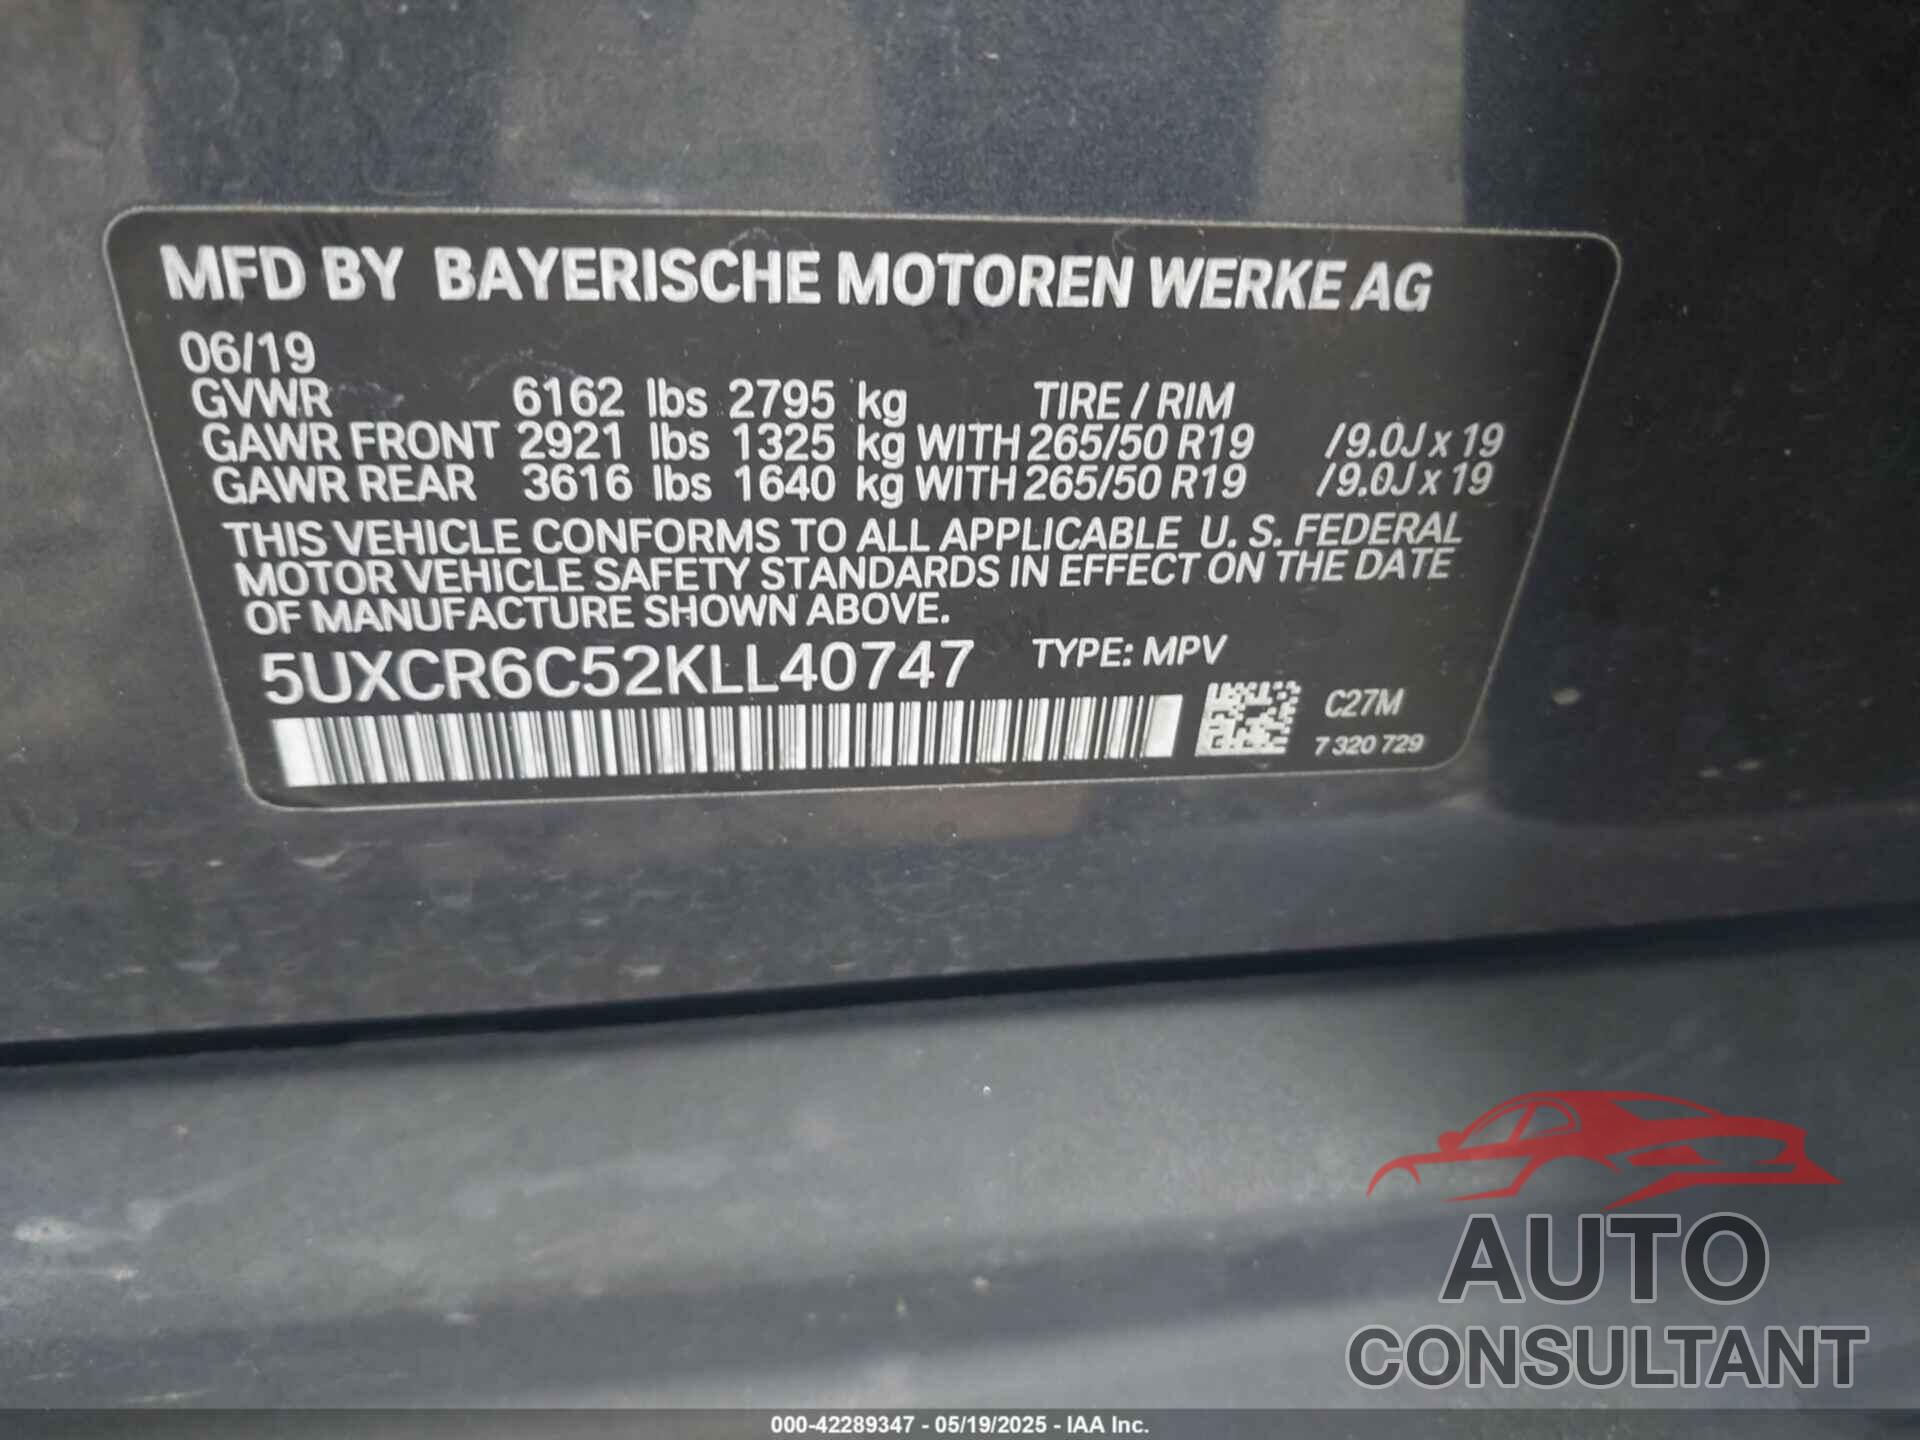 MFD BY BAYERISCHE MOTOREN WERKE AG
06/19
GVWR 6162 lbs 2795 kg TIRE / RIM
GAWR FRONT 2921 lbs 1325 kg WITH 265/50 R19 /9.0J x 19
GAWR REAR 3616 lbs 1640 kg WITH 265/50 R19 /9.0J x 19
THIS VEHICLE CONFORMS TO ALL APPLICABLE U. S. FEDERAL
MOTOR VEHICLE SAFETY STANDARDS IN EFFECT ON THE DATE
OF MANUFACTURE SHOWN ABOVE.
5UXCR6C52KLL40747 TYPE: MPV
C27M
7 320 729
AUTO
CONSULTANT
000-42289347 - 05/19/2025 - IAA Inc.